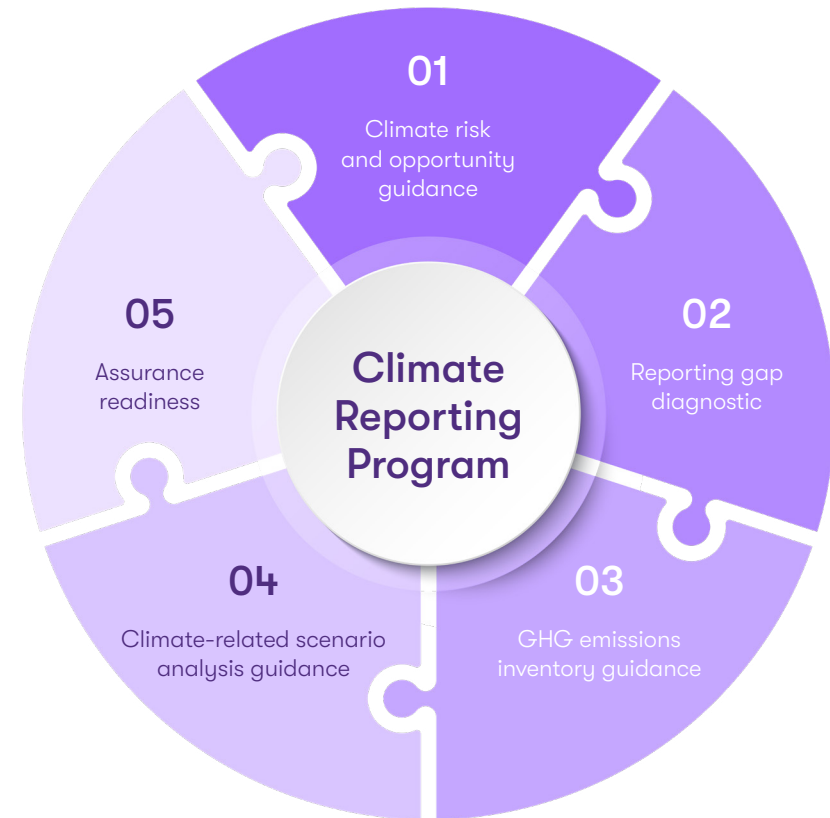 01
Climate risk
and opportunity
guidance
02
Reporting gap
diagnostic
03
GHG emissions
inventory guidance
04
Climate-related scenario
analysis guidance
05
Assurance
readiness
Climate
Reporting
Program